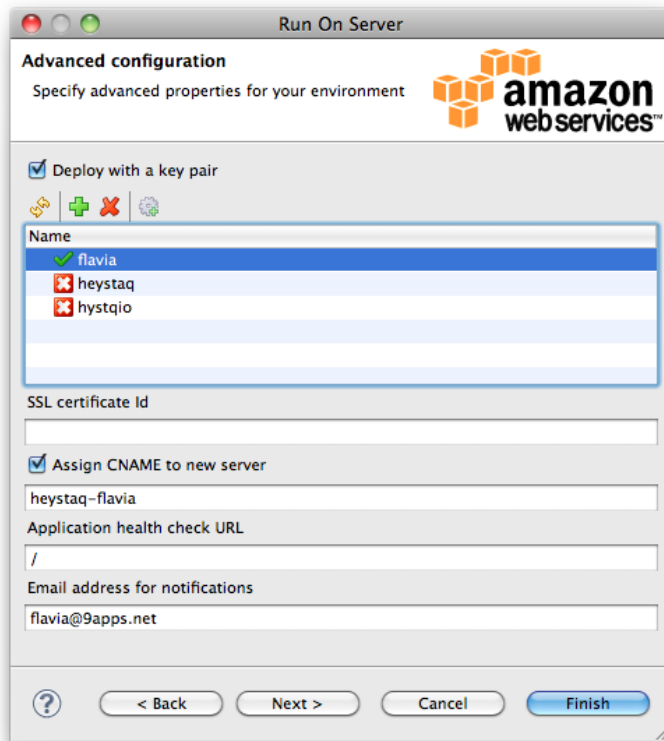 Run On Server
Advanced configuration
Specify advanced properties for your environment
amazon
webservices™
Deploy with a key pair
Name
flavia
heystaq
hystqio
SSL certificate Id
Assign CNAME to new server
heystaq-flavia
Application health check URL
/
Email address for notifications
flavia@9apps.net
?
< Back
Next >
Cancel
Finish